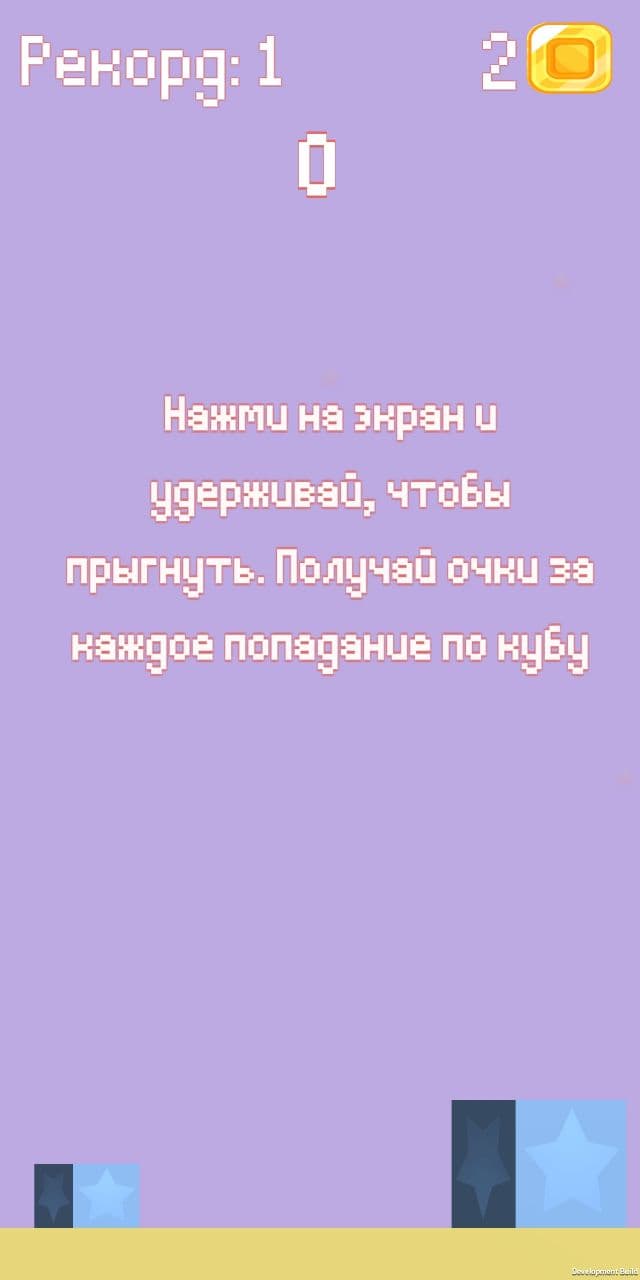 Рекорд: 1
2
0
Нажми на экран и
удерживай, чтобы
прыгнуть. Получай очки за
каждое попадание по кубу
Development Build